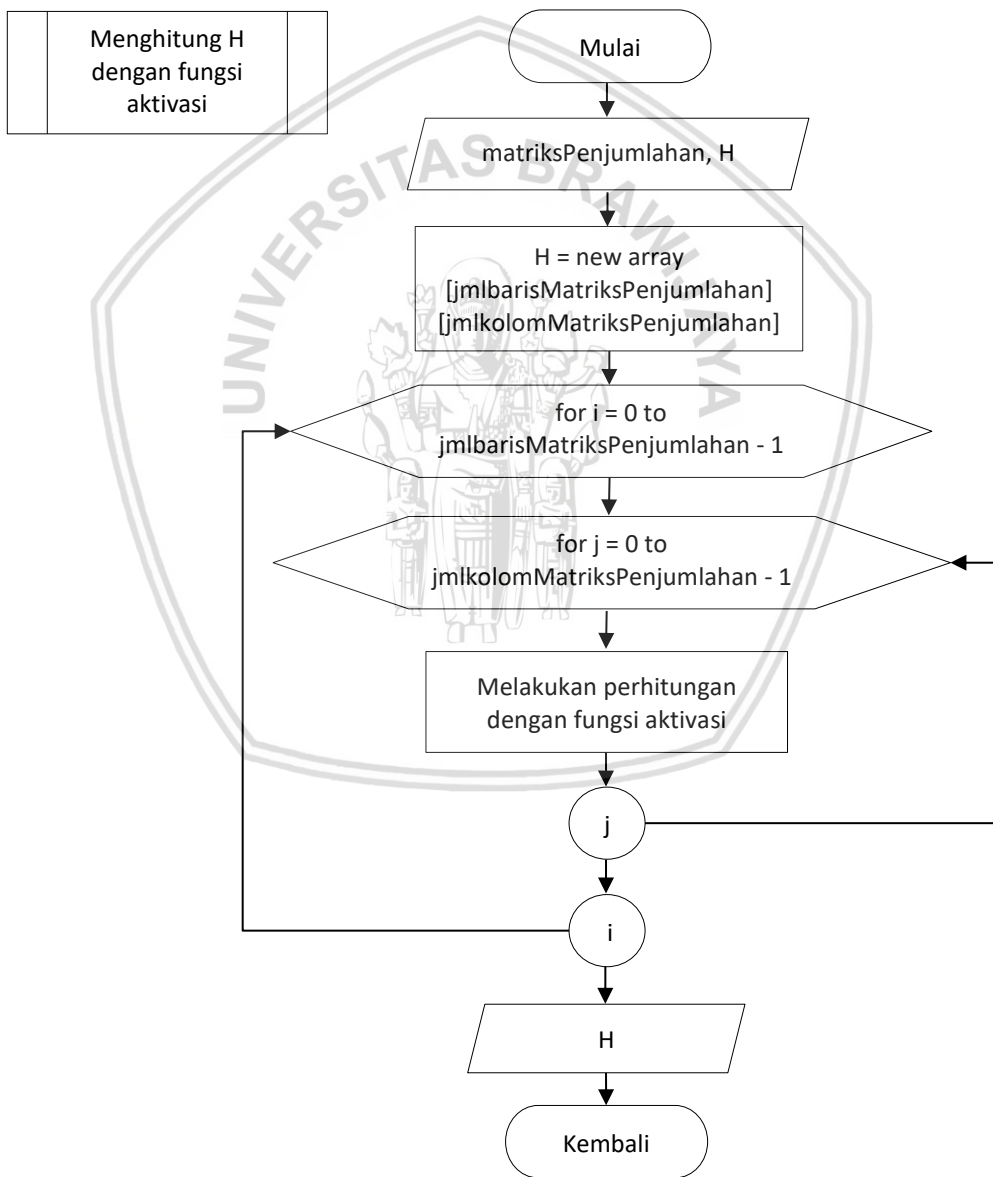 Menghitung H
dengan fungsi
aktivasi
Mulai
matriksPenjumlahan, H
H = new array
[jmlbarisMatriksPenjumlahan]
[jmlkolomMatriksPenjumlahan]
for i = 0 to
jmlbarisMatriksPenjumlahan - 1
for j = 0 to
jmlkolomMatriksPenjumlahan - 1
Melakukan perhitungan
dengan fungsi aktivasi
j
i
H
Kembali
UNIVERSITAS BRAWIJAYA